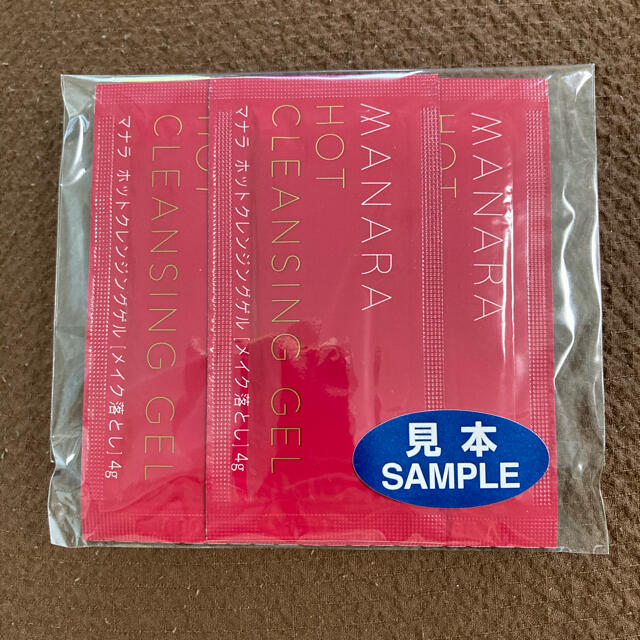 HOT
CLEANSING GEL
マナラ ホットクレンジングゲル [メイク落とし] 4g
MANARA
HOT
CLEANSING GEL
マナラ ホットクレンジングゲル [メイク落とし] 4g
MANARA
HOT
見本
SAMPLE